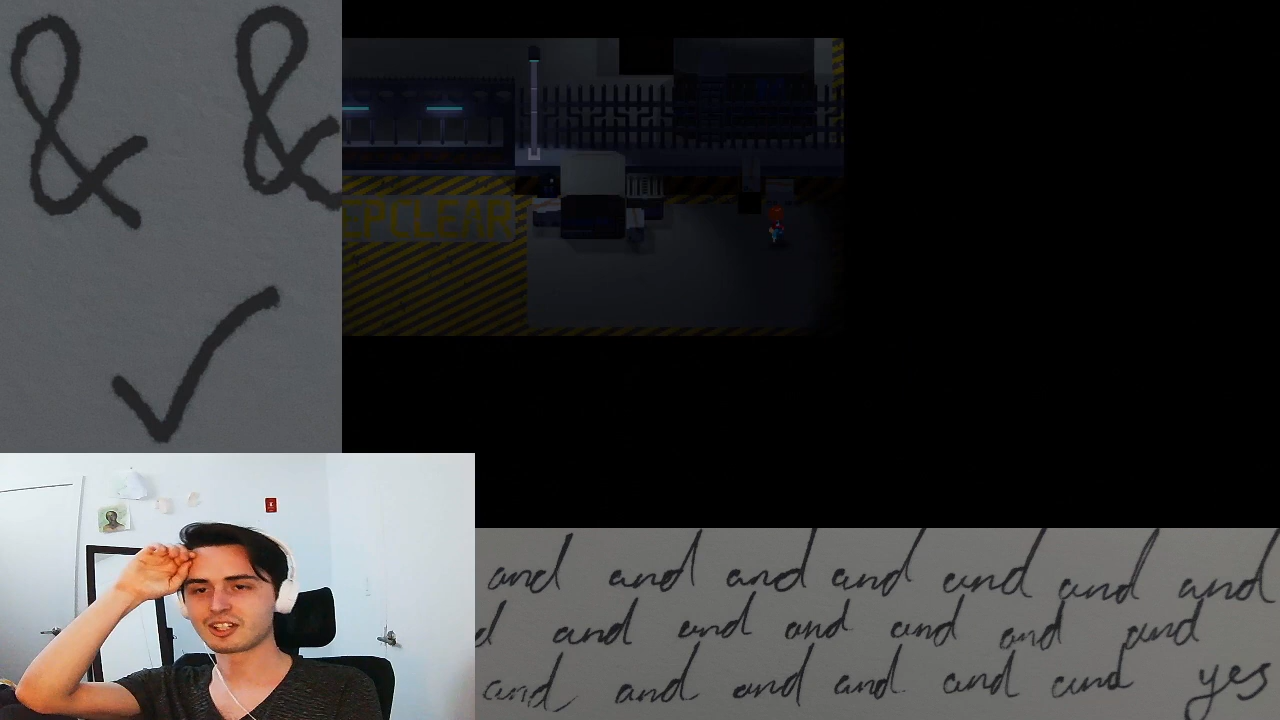 & &
EPCLEAR
and and and and and and and
d and and and and and and
and and and and and and yes